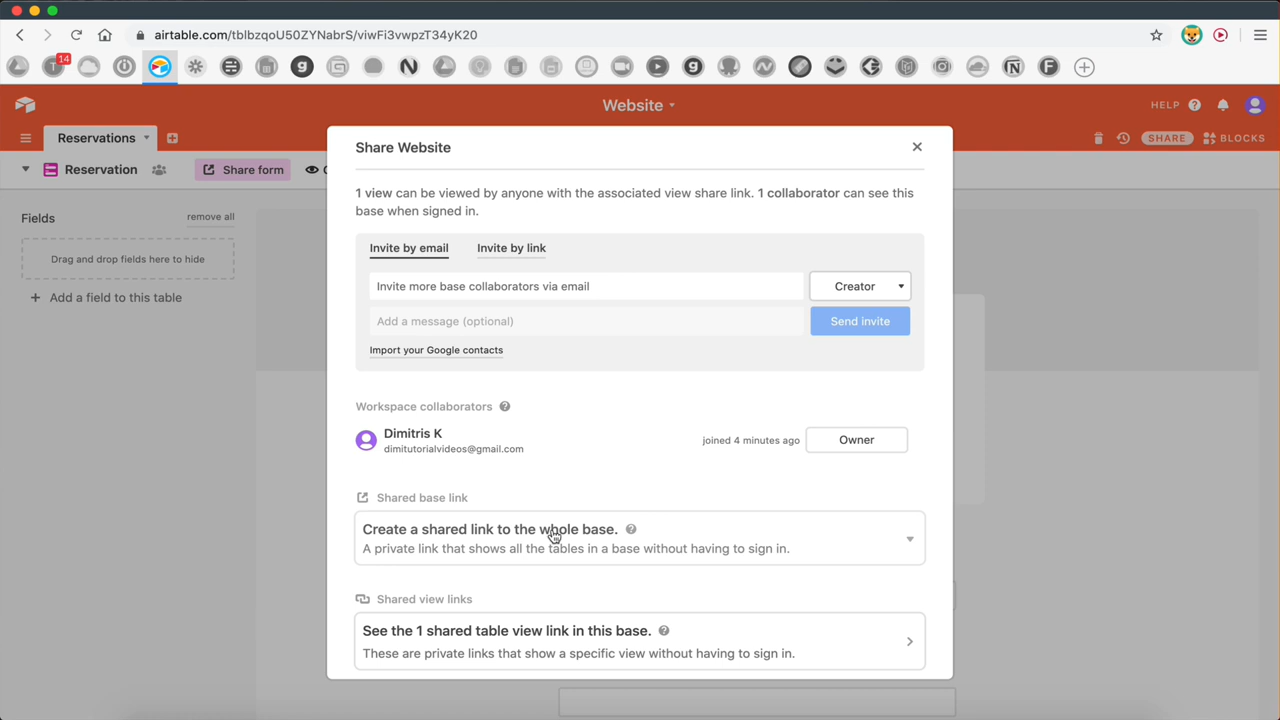 airtable.com/tblbzqoU50ZYNabrS/viwFi3vwpzT34yK20
14
Website
HELP
Reservations
SHARE
BLOCKS
Reservation
Share form
Fields
remove all
Drag and drop fields here to hide
+ Add a field to this table
Share Website
1 view can be viewed by anyone with the associated view share link. 1 collaborator can see this
base when signed in.
Invite by email
Invite by link
Invite more base collaborators via email
Creator
Add a message (optional)
Send invite
Import your Google contacts
Workspace collaborators
Dimitris K
dimitutorialvideos@gmail.com
joined 4 minutes ago
Owner
Shared base link
Create a shared link to the whole base.
A private link that shows all the tables in a base without having to sign in.
Shared view links
See the 1 shared table view link in this base.
These are private links that show a specific view without having to sign in.